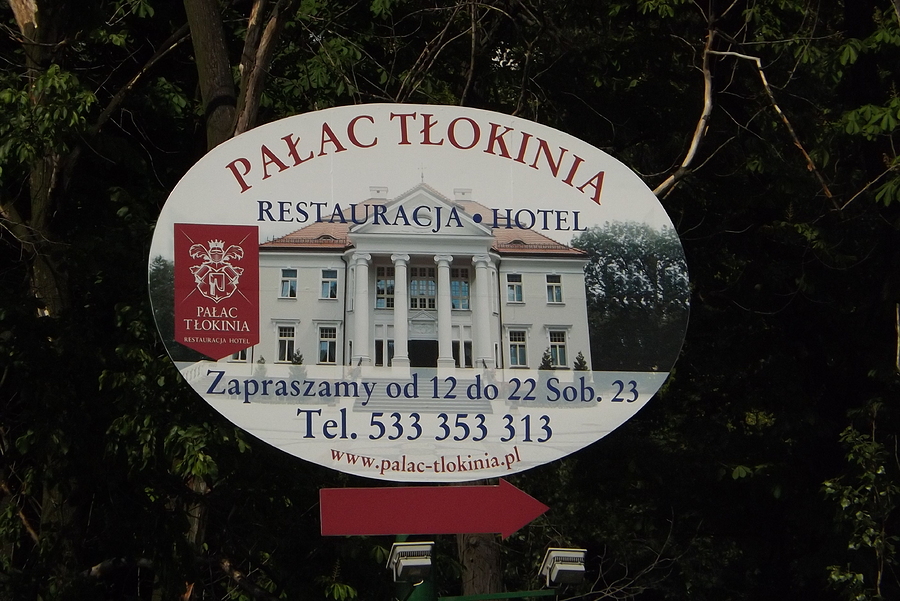 PAŁAC TŁOKINIA
RESTAURACJA • HOTEL
PAŁAC
TŁOKINIA
RESTAURACJA HOTEL
Zapraszamy od 12 do 22 Sob. 23
Tel. 533 353 313
www.palac-tlokinia.pl